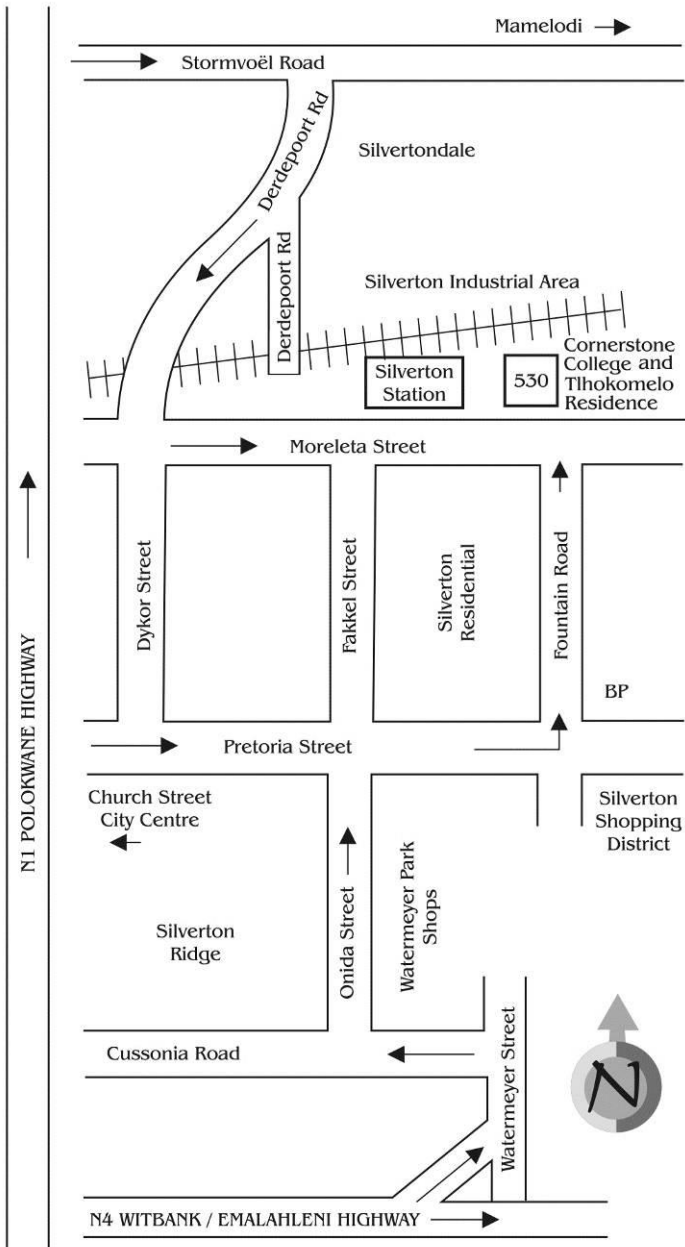 Mamelodi
Stormvoël Road
Derdepoort Rd
Silvertondale
Derdepoort Rd
Silverton Industrial Area
Silverton
Station
530
Cornerstone
College and
Tlhokomelo
Residence
Moreleta Street
Dykor Street
Fakkel Street
Silverton
Residential
Fountain Road
BP
N1 POLOKWANE HIGHWAY
Pretoria Street
Church Street
City Centre
Silverton
Shopping
District
Silverton
Ridge
Onida Street
Watermeyer Park
Shops
Cussonia Road
Watermeyer Street
N
N4 WITBANK / EMALAHLENI HIGHWAY